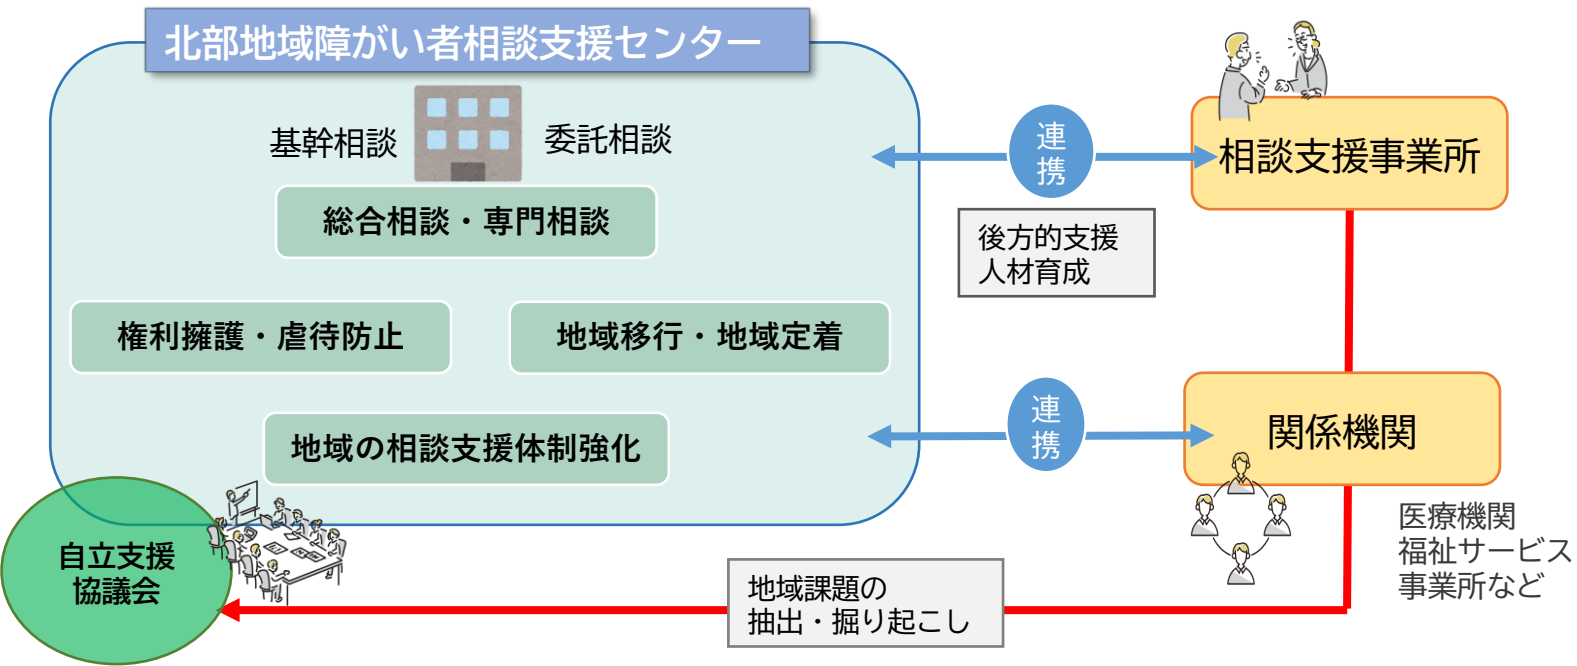 北部地域障がい者相談支援センター
基幹相談
委託相談
総合相談・専門相談
権利擁護・虐待防止
地域移行・地域定着
地域の相談支援体制強化
連
携
相談支援事業所
後方的支援
人材育成
連
携
関係機関
医療機関
福祉サービス
事業所など
自立支援
協議会
地域課題の
抽出・掘り起こし